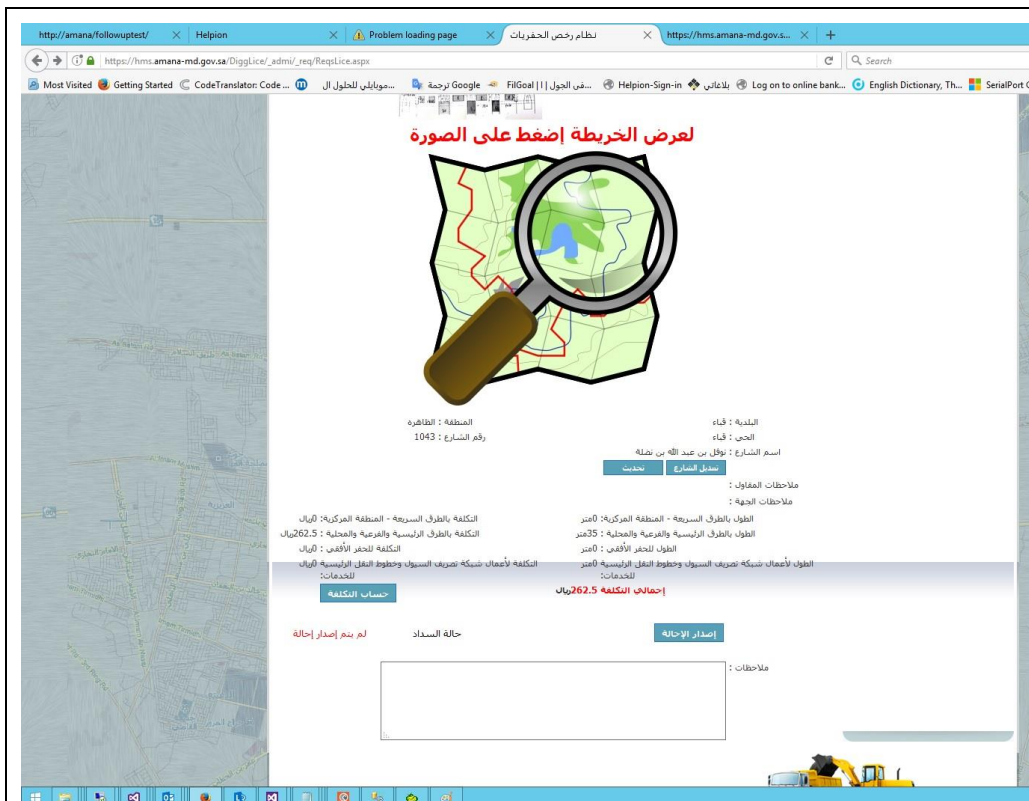 http://amana/followuptest/
Helpion
Problem loading page
نظام رخص الحفريات
https://hms.amana-md.gov.s...
https://hms.amana-md.gov.sa/DiggLice/_admi/_req/ReqsLice.aspx
Search
Most Visited
Getting Started
CodeTranslator: Code ...
موبايلي للحلول ال...
ترجمة Google
FilGoal | في الجول | ا...
Helpion-Sign-in
بلاغاتي
Log on to online bank...
English Dictionary, Th...
SerialPort
لعرض الخريطة إضغط على الصورة
البلدية : قباء
المنطقة : الظاهره
الحي : قباء
رقم الشارع : 1043
اسم الشارع : نوفل بن عبد الله بن نضلة
تعديل الشارع
تحديث
ملاحظات المقاول :
ملاحظات الجهة :
الطول بالطرق السريعة - المنطقة المركزية: 0متر
التكلفة بالطرق السريعة - المنطقة المركزية: 0ريال
الطول بالطرق الرئيسية والفرعية والمحلية : 35متر
التكلفة بالطرق الرئيسية والفرعية والمحلية : 262.5ريال
الطول للحفر الأفقي : 0متر
التكلفة للحفر الأفقي : 0ريال
الطول لأعمال شبكة تصريف السيول وخطوط النقل الرئيسية 0متر
للخدمات:
التكلفة لأعمال شبكة تصريف السيول وخطوط النقل الرئيسية 0ريال
للخدمات:
إجمالي التكلفة 262.5ريال
حساب التكلفة
إصدار الإحالة
حالة السداد
لم يتم إصدار إحالة
ملاحظات :